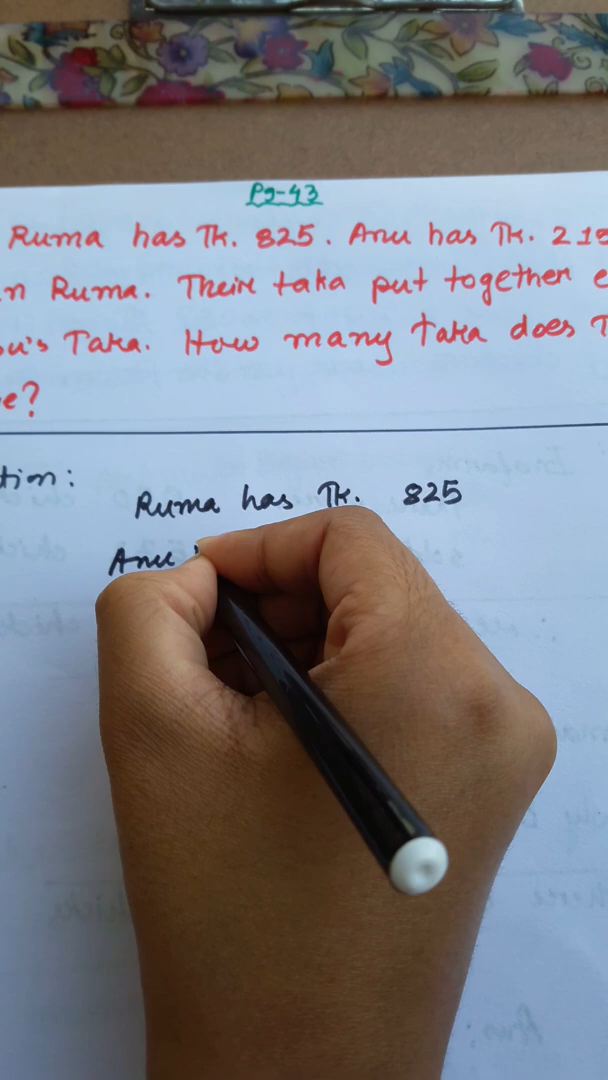 Pg-43
Ruma has Tk. 825. Anu has Tk. 219
n Ruma. Their taka put together e
u's Taka. How many taka does T
e?
tion:
Ruma has Tk. 825
Anu